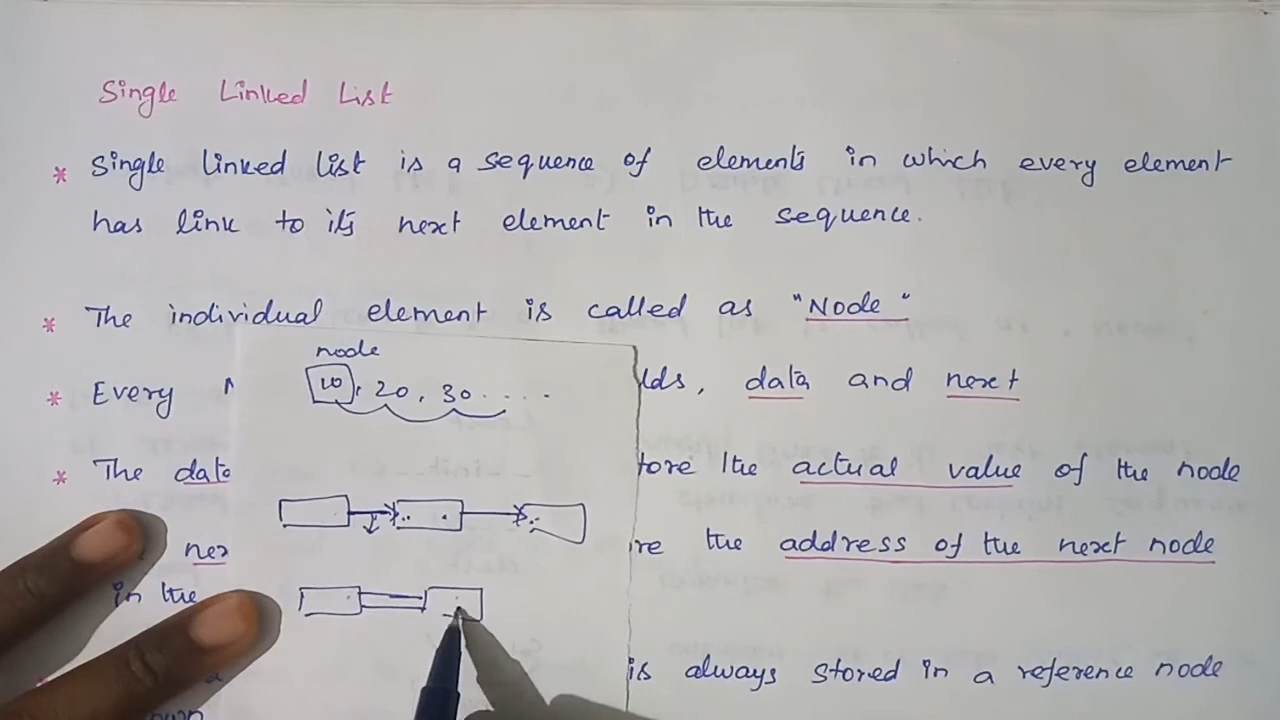 Single Linked List
* Single linked list is a sequence of elements in which every element
has link to its next element in the sequence.
* The individual element is called as "Node"
node
10, 20, 30.....
* Every lds, data and next
* The data tore the actual value of the node
nex re the address of the next node
in the
is always stored in a reference node